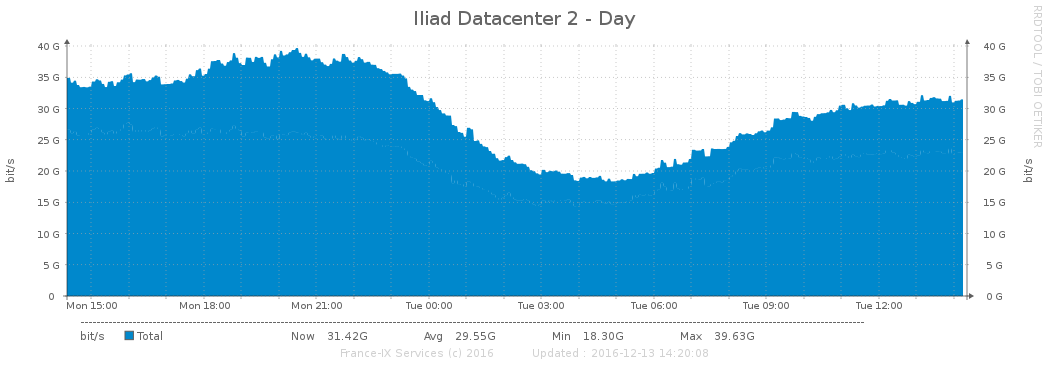 Iliad Datacenter 2 - Day
RRDTOOL / TOBI OETIKER
40 G 40 G
35 G 35 G
30 G 30 G
25 G 25 G
20 G 20 G
15 G 15 G
10 G 10 G
5 G 5 G
0 0 G
bit/s bit/s
Mon 15:00 Mon 18:00 Mon 21:00 Tue 00:00 Tue 03:00 Tue 06:00 Tue 09:00 Tue 12:00
bit/s Total Now 31.42G Avg 29.55G Min 18.30G Max 39.63G
France-IX Services (c) 2016 Updated : 2016-12-13 14:20:08